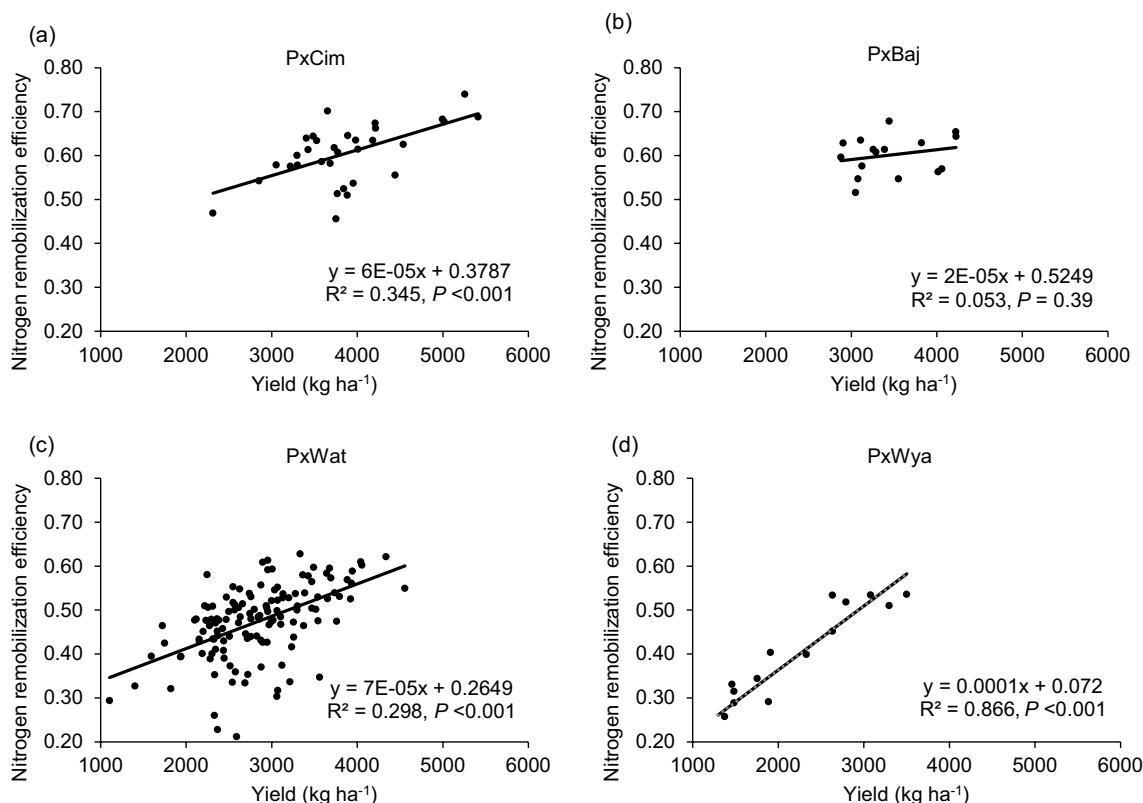 (a)
PxCim
Nitrogen remobilization efficiency
0.80
0.70
0.60
0.50
0.40
0.30
0.20
y = 6E-05x + 0.3787
R² = 0.345, P <0.001
1000 2000 3000 4000 5000 6000
Yield (kg ha⁻¹)
(b)
PxBaj
Nitrogen remobilization efficiency
0.80
0.70
0.60
0.50
0.40
0.30
0.20
y = 2E-05x + 0.5249
R² = 0.053, P = 0.39
1000 2000 3000 4000 5000 6000
Yield (kg ha⁻¹)
(c)
PxWat
Nitrogen remobilization efficiency
0.80
0.70
0.60
0.50
0.40
0.30
0.20
y = 7E-05x + 0.2649
R² = 0.298, P <0.001
1000 2000 3000 4000 5000 6000
Yield (kg ha⁻¹)
(d)
PxWya
Nitrogen remobilization efficiency
0.80
0.70
0.60
0.50
0.40
0.30
0.20
y = 0.0001x + 0.072
R² = 0.866, P <0.001
1000 2000 3000 4000 5000 6000
Yield (kg ha⁻¹)